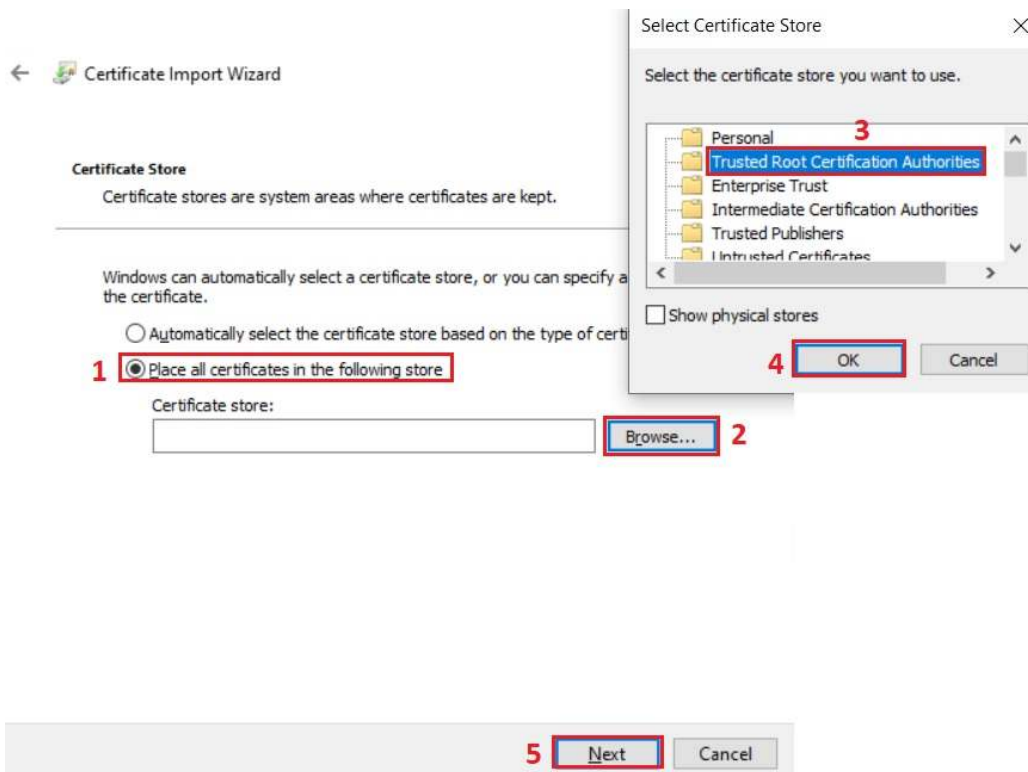 Certificate Import Wizard
Certificate Store
Certificate stores are system areas where certificates are kept.
Windows can automatically select a certificate store, or you can specify a
the certificate.
Automatically select the certificate store based on the type of certi
1 Place all certificates in the following store
Certificate store:
Browse... 2
Select Certificate Store
Select the certificate store you want to use.
Personal 3
Trusted Root Certification Authorities
Enterprise Trust
Intermediate Certification Authorities
Trusted Publishers
Untrusted Certificates
Show physical stores
4 OK Cancel
5 Next Cancel